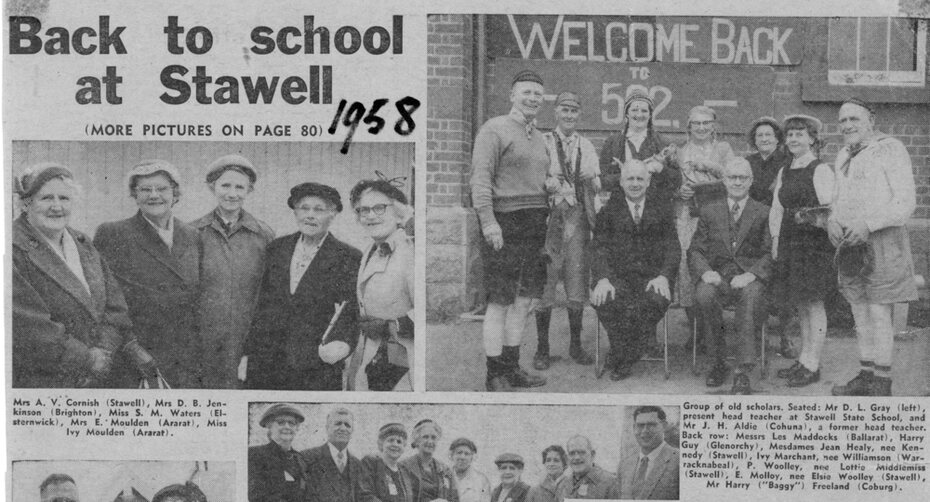 Back to school
at Stawell
(MORE PICTURES ON PAGE 80)
1958
WELCOME BACK
TO
— 502. —
Mrs A. V. Cornish (Stawell), Mrs D. B. Jen-
kinson (Brighton), Miss S. M. Waters (El-
sternwick), Mrs E. Moulden (Ararat), Miss
Ivy Moulden (Ararat).
Group of old scholars. Seated: Mr D. L. Gray (left),
present head teacher at Stawell State School, and
Mr J. H. Aldie (Cohuna), a former head teacher.
Back row: Messrs Les Maddocks (Ballarat), Harry
Guy (Glenorchy), Mesdames Jean Healy, nee Ken-
nedy (Stawell), Ivy Marchant, nee Williamson (War-
racknabeal), P. Woolley, nee Lottie Middlemiss
(Stawell), E. Molloy, nee Elsie Woolley (Stawell),
Mr Harry ("Baggy") Freeland (Coburg).